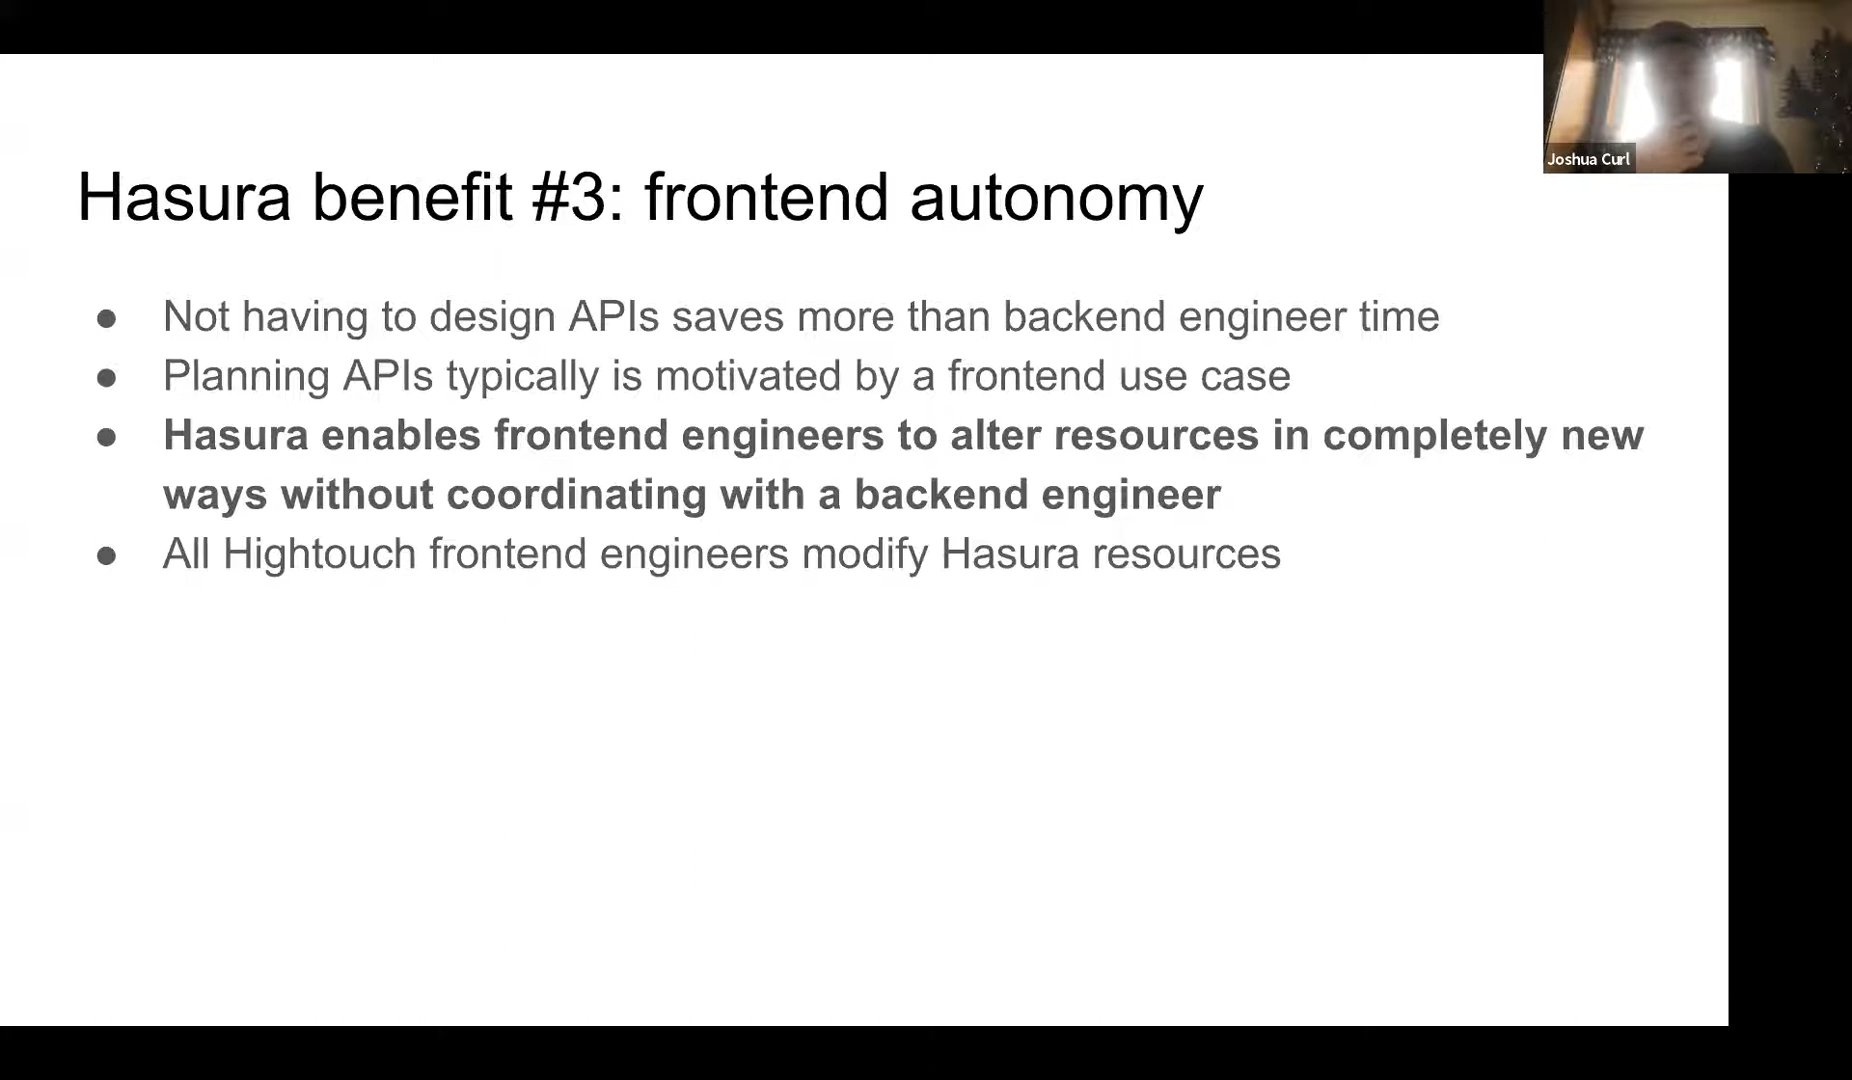 Joshua Curl
Hasura benefit #3: frontend autonomy
● Not having to design APIs saves more than backend engineer time
● Planning APIs typically is motivated by a frontend use case
● Hasura enables frontend engineers to alter resources in completely new
ways without coordinating with a backend engineer
● All Hightouch frontend engineers modify Hasura resources